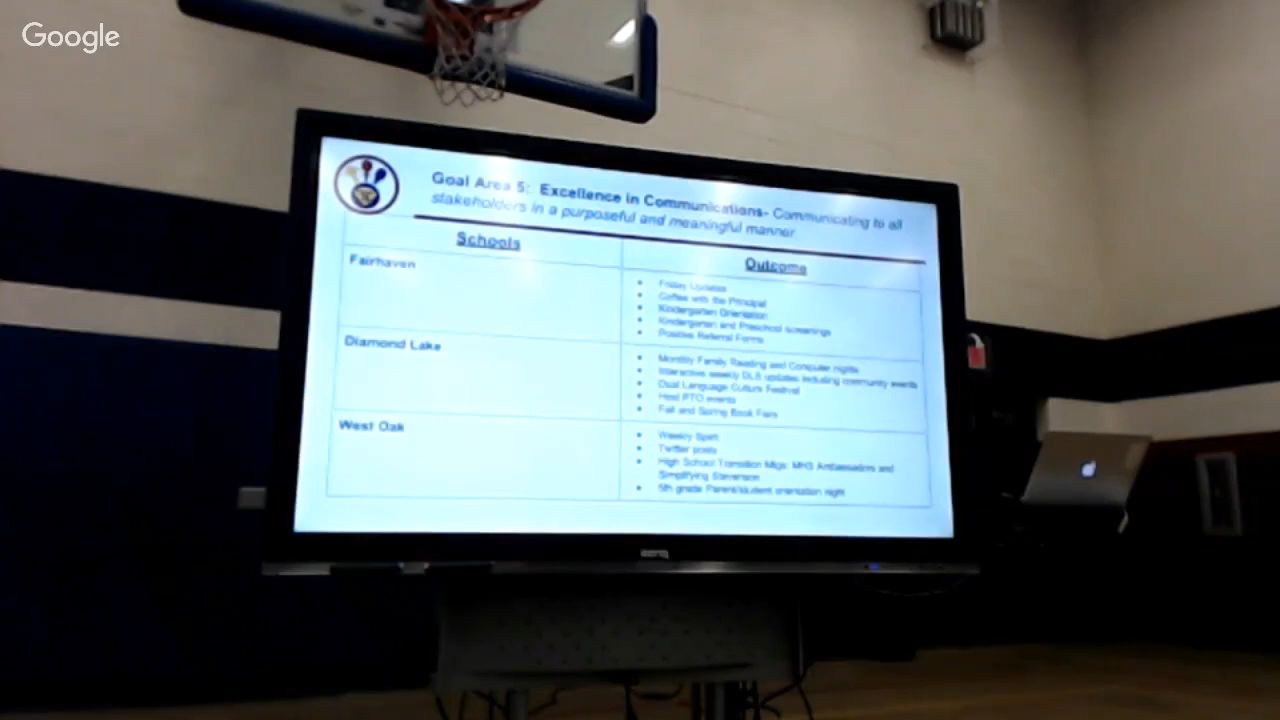 Google
Goal Area 5: Excellence in Communications- Communicating to all
stakeholders in a purposeful and meaningful manner
Schools
Outcome
Fairhaven
Friday Updates
Coffee with the Principal
Kindergarten Orientation
Kindergarten and Preschool screenings
Positive Referral Forms
Diamond Lake
Monthly Family Reading and Computer nights
Interactive weekly DLS updates including community events
Dual Language Culture Festival
Host PTO events
Fall and Spring Book Fairs
West Oak
Weekly Spirit
Twitter posts
High School Transition Mtgs: MHS Ambassadors and
Simplifying Stevenson
5th grade Parent/student orientation night
BenQ